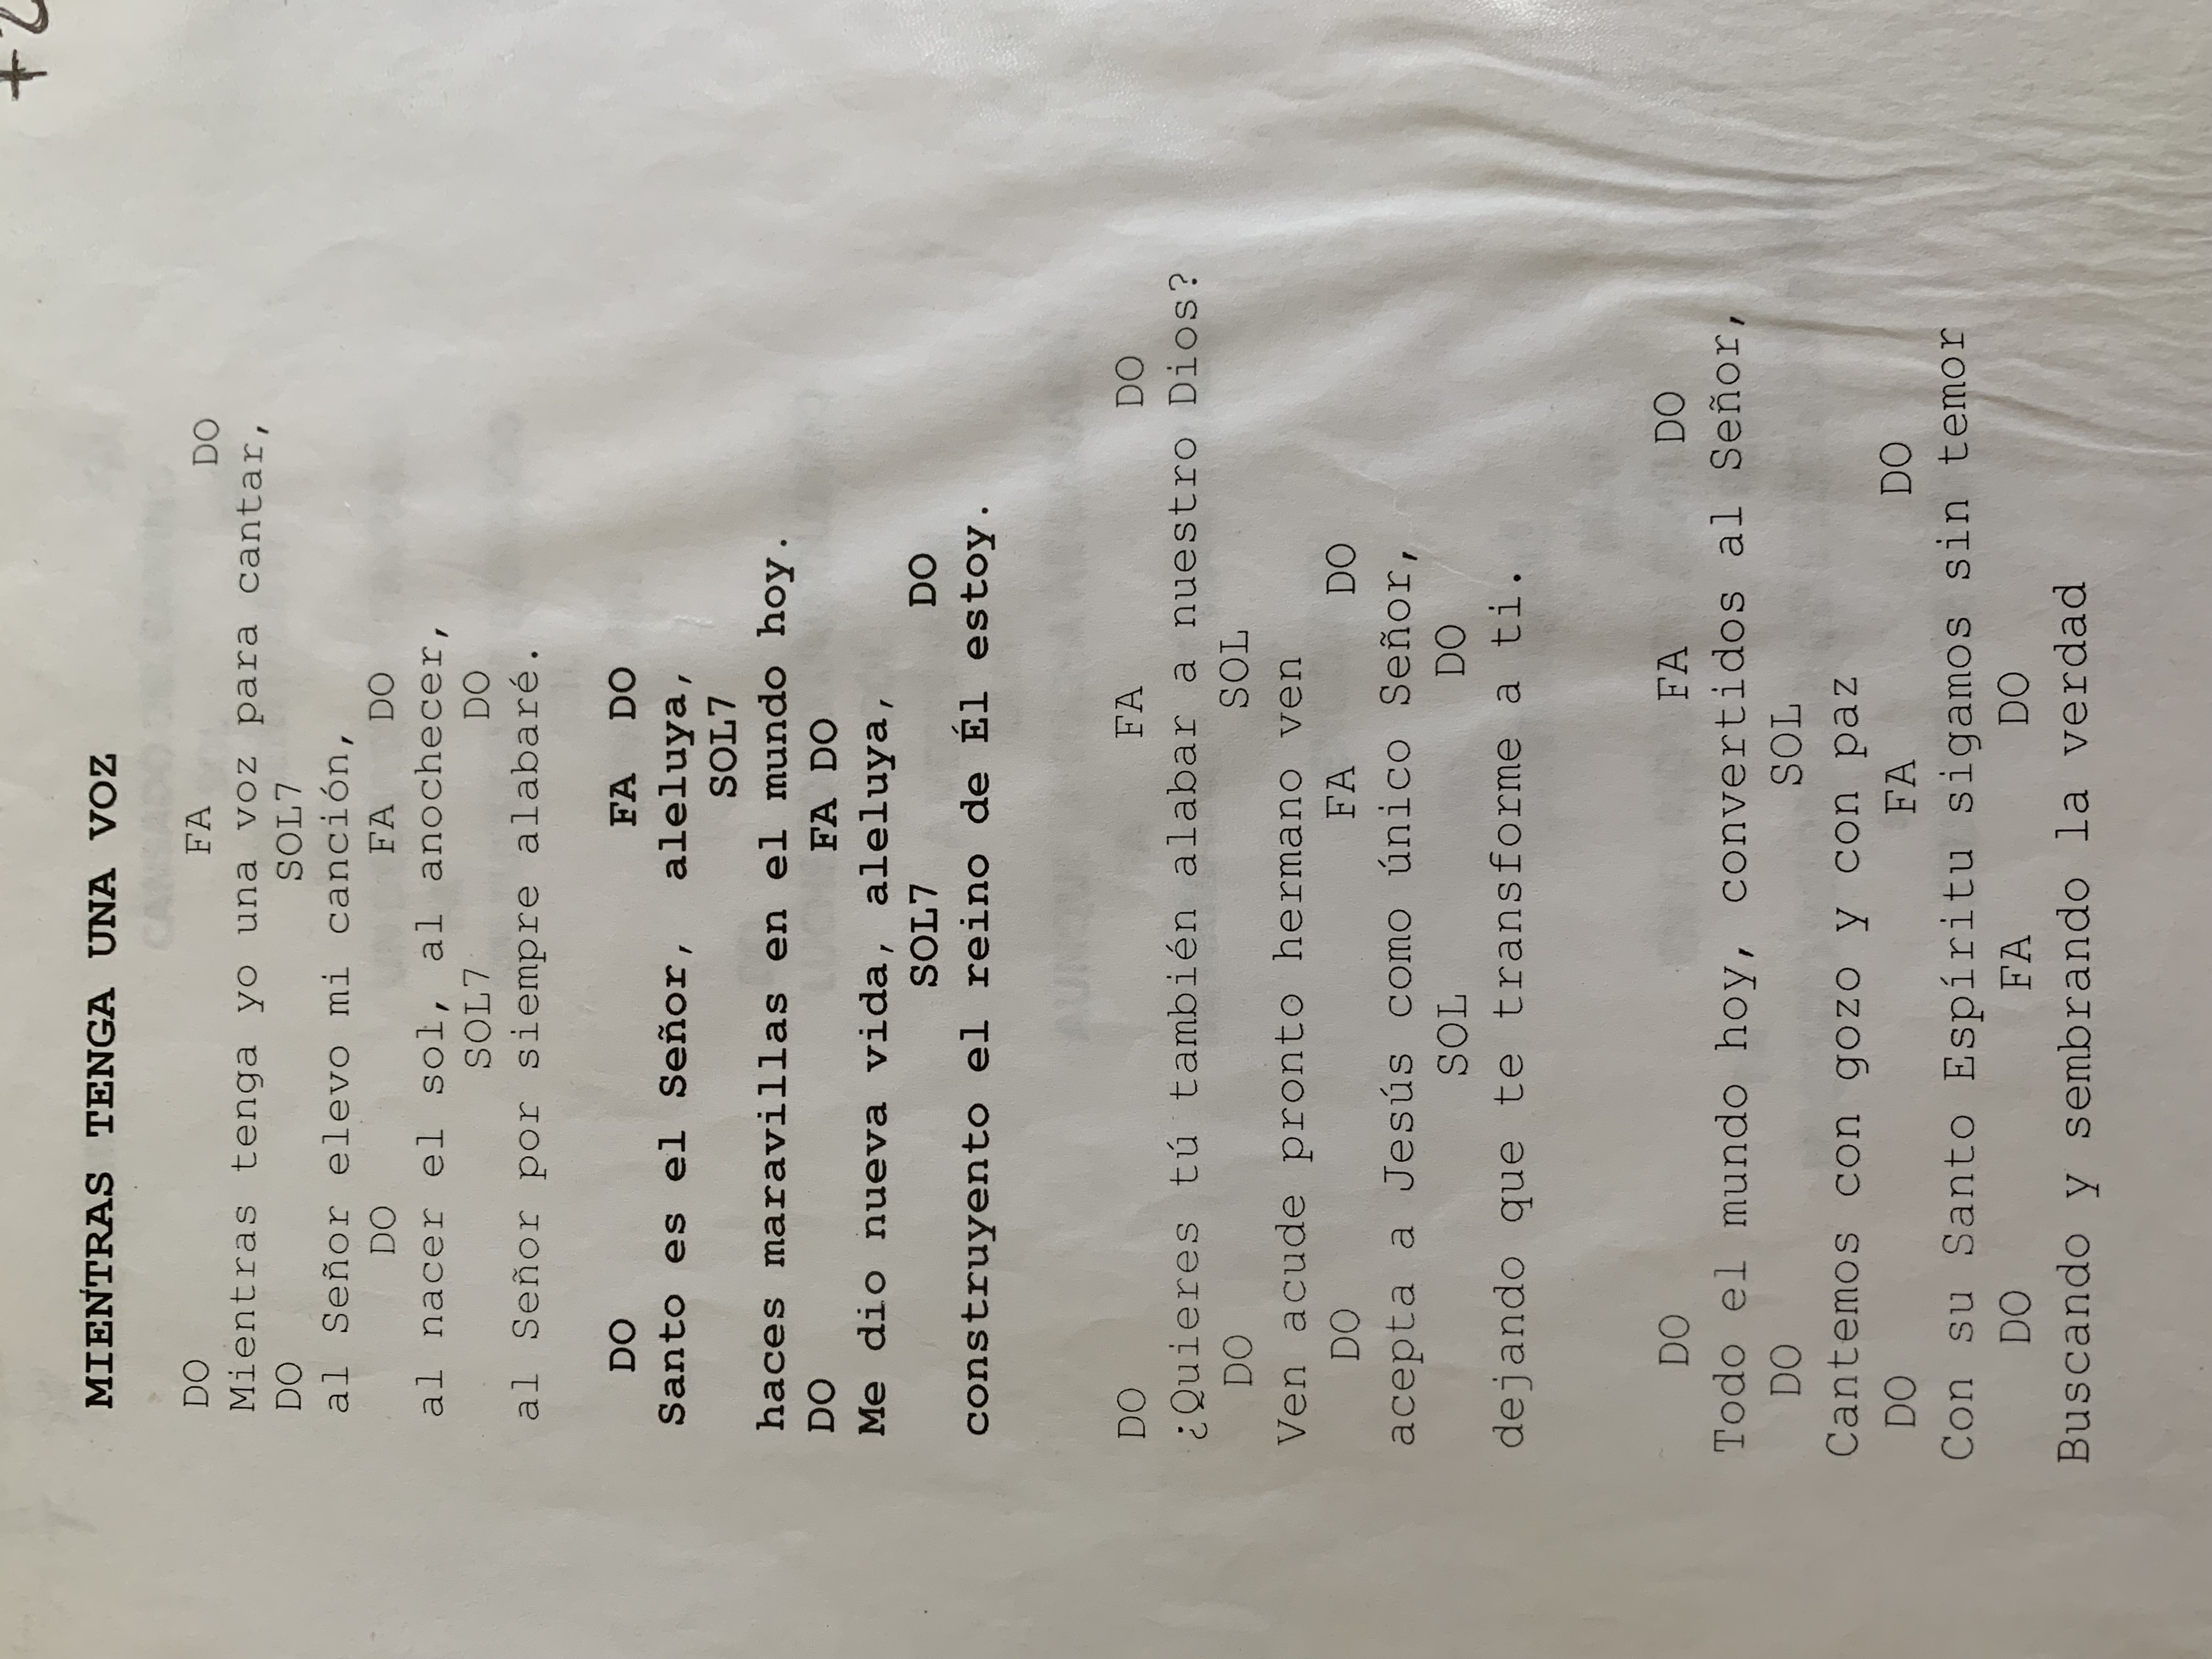 +2
MIENTRAS TENGA UNA VOZ
DO FA DO
Mientras tenga yo una voz para cantar,
DO SOL7
al Señor elevo mi canción,
DO FA DO
al nacer el sol, al anochecer,
SOL7 DO
al Señor por siempre alabaré.
DO FA DO
Santo es el Señor, aleluya,
SOL7
haces maravillas en el mundo hoy.
DO FA DO
Me dio nueva vida, aleluya,
SOL7 DO
construyento el reino de Él estoy.
DO FA DO
¿Quieres tú también alabar a nuestro Dios?
DO SOL
Ven acude pronto hermano ven
DO FA DO
acepta a Jesús como único Señor,
SOL DO
dejando que te transforme a ti.
DO FA DO
Todo el mundo hoy, convertidos al Señor,
DO SOL
Cantemos con gozo y con paz
DO FA DO
Con su Santo Espíritu sigamos sin temor
DO FA DO
Buscando y sembrando la verdad